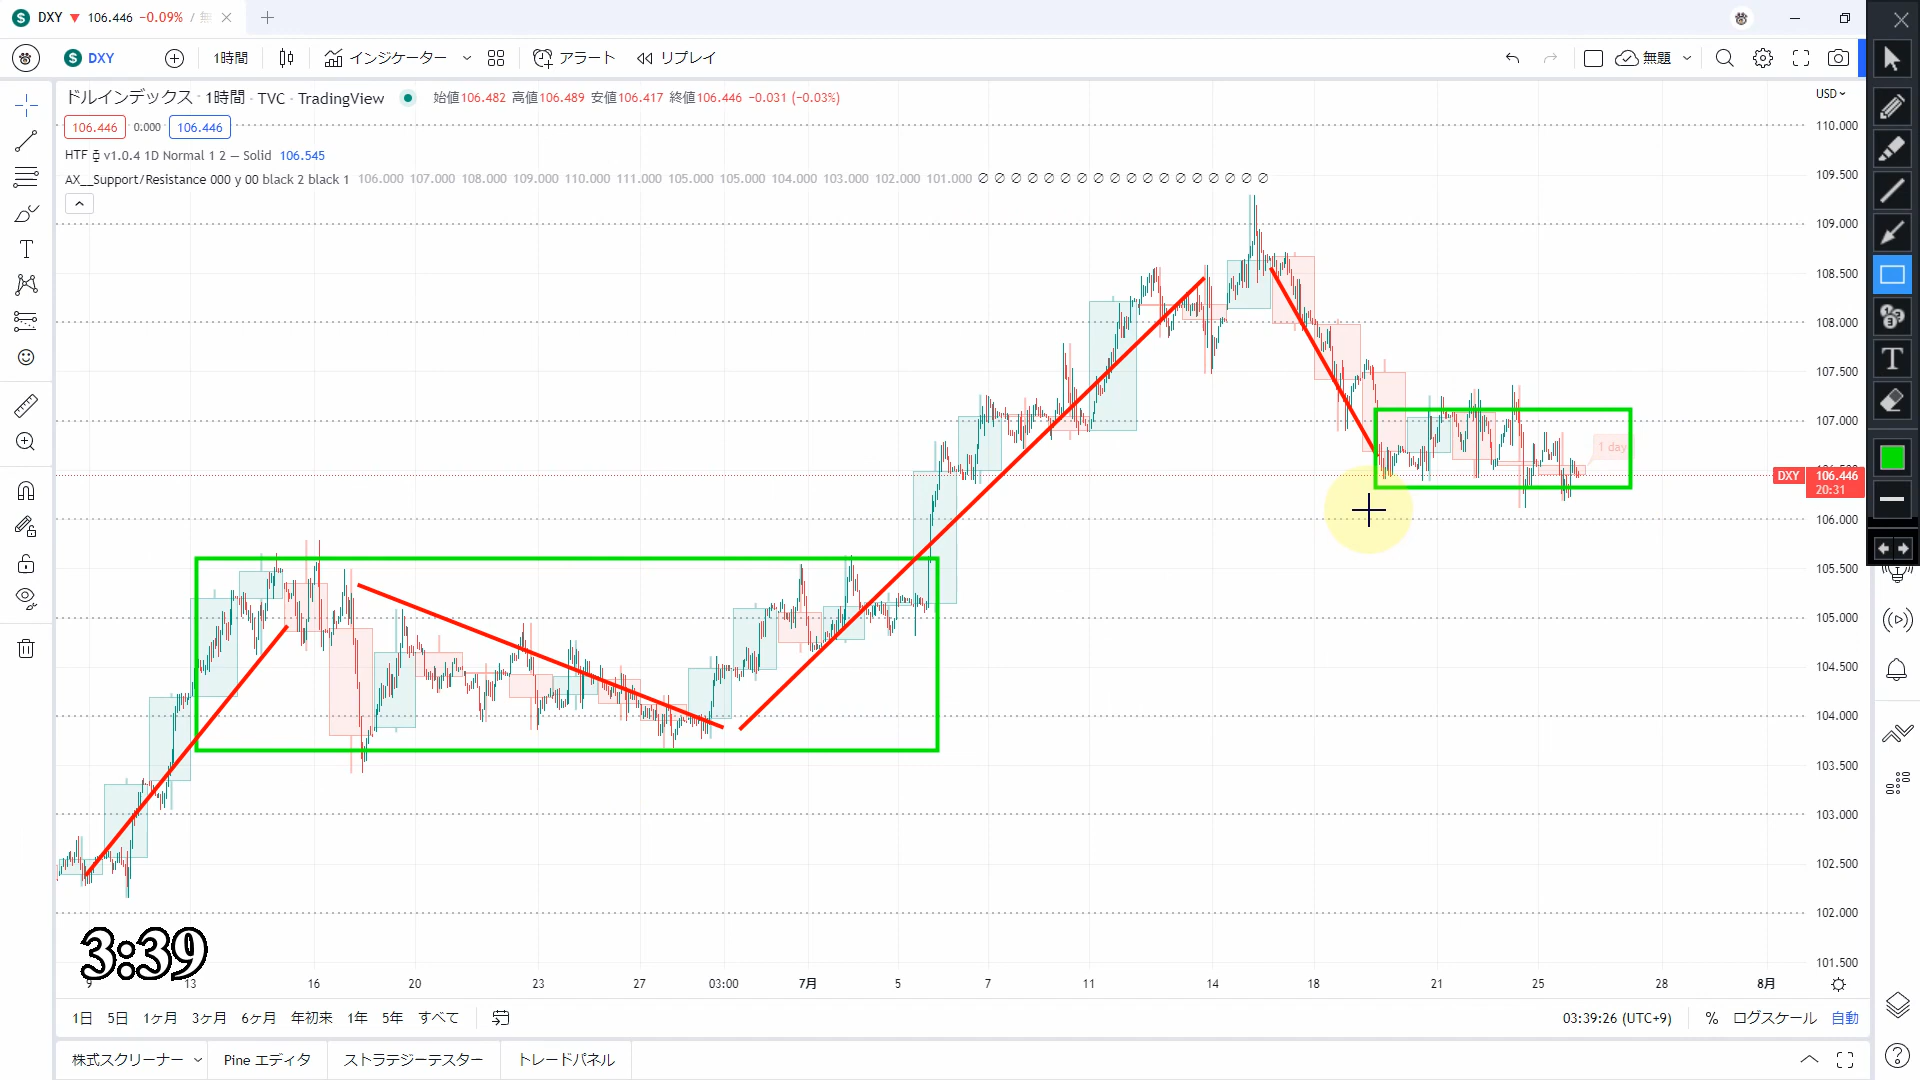 DXY ▼ 106.446 −0.09% / 無
DXY
1時間
インジケーター
アラート
リプレイ
無題
ドルインデックス · 1時間 · TVC · TradingView
始値106.482 高値106.489 安値106.417 終値106.446 −0.031 (−0.03%)
USD
106.446 0.000 106.446
HTF v1.0.4 1D Normal 1 2 — Solid 106.545
AX__Support/Resistance 000 y 00 black 2 black 1 106.000 107.000 108.000 109.000 110.000 111.000 105.000 105.000 104.000 103.000 102.000 101.000 ∅ ∅ ∅ ∅ ∅ ∅ ∅ ∅ ∅ ∅ ∅ ∅ ∅ ∅ ∅ ∅ ∅ ∅
110.000
109.500
109.000
108.500
108.000
107.500
107.000
1 day
DXY 106.446
20:31
106.000
105.500
105.000
104.500
104.000
103.500
103.000
102.500
102.000
101.500
3:39
9 13 16 20 23 27 03:00 7月 5 7 11 14 18 21 25 28 8月
1日 5日 1ヶ月 3ヶ月 6ヶ月 年初来 1年 5年 すべて
03:39:26 (UTC+9) % ログスケール 自動
株式スクリーナー Pine エディタ ストラテジーテスター トレードパネル